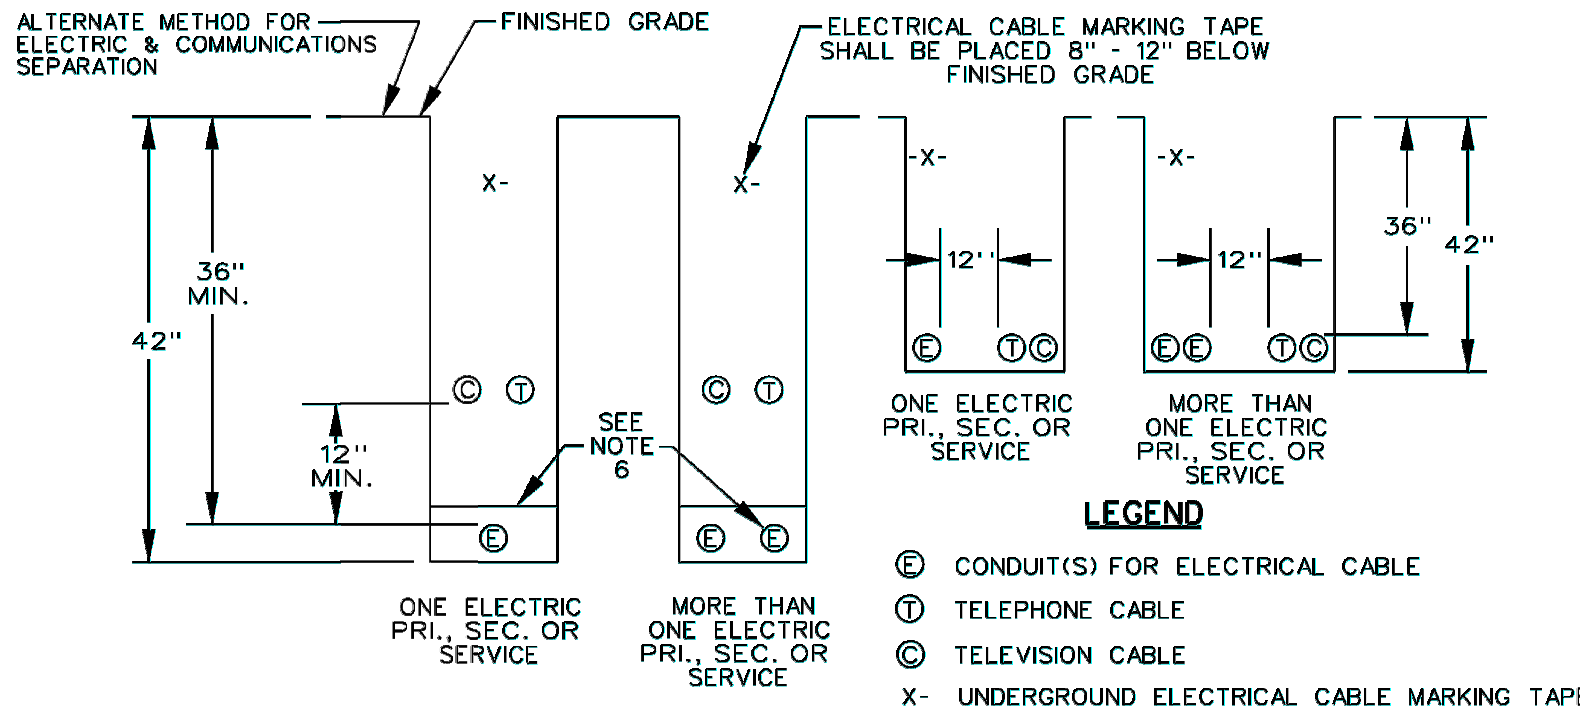 ALTERNATE METHOD FOR
ELECTRIC & COMMUNICATIONS
SEPARATION
FINISHED GRADE
ELECTRICAL CABLE MARKING TAPE
SHALL BE PLACED 8" - 12" BELOW
FINISHED GRADE
X-
X-
-X-
-X-
36"
MIN.
42"
12"
12"
36"
42"
E
T C
E E
T C
C T
C T
12"
MIN.
SEE
NOTE
6
E
E E
ONE ELECTRIC
PRI., SEC. OR
SERVICE
MORE THAN
ONE ELECTRIC
PRI., SEC. OR
SERVICE
ONE ELECTRIC
PRI., SEC. OR
SERVICE
MORE THAN
ONE ELECTRIC
PRI., SEC. OR
SERVICE
LEGEND
E CONDUIT(S) FOR ELECTRICAL CABLE
T TELEPHONE CABLE
C TELEVISION CABLE
X- UNDERGROUND ELECTRICAL CABLE MARKING TAPE